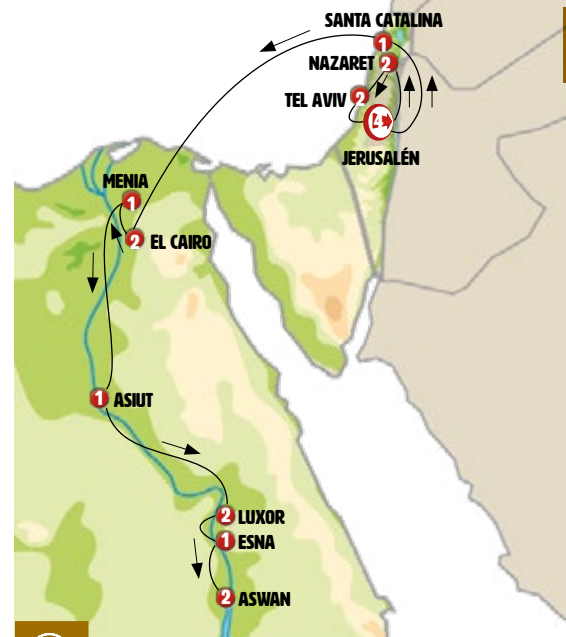 SANTA CATALINA
1
NAZARET
2
TEL AVIV
2
4
JERUSALÉN
MENIA
1
2
EL CAIRO
1
ASIUT
2
LUXOR
1
ESNA
2
ASWAN